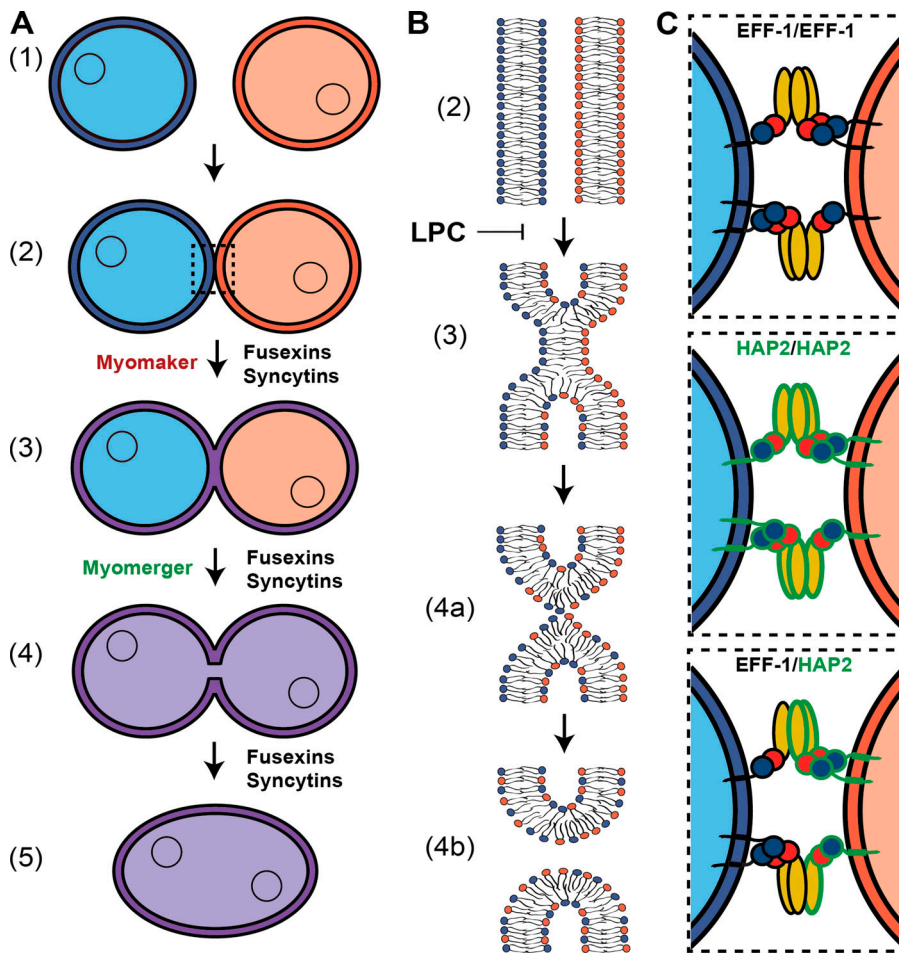 A
(1)
(2)
Myomaker
Fusexins
Syncytins
(3)
Myomerger
Fusexins
Syncytins
(4)
Fusexins
Syncytins
(5)
B
(2)
LPC
(3)
(4a)
(4b)
C
EFF-1/EFF-1
HAP2/HAP2
EFF-1/HAP2